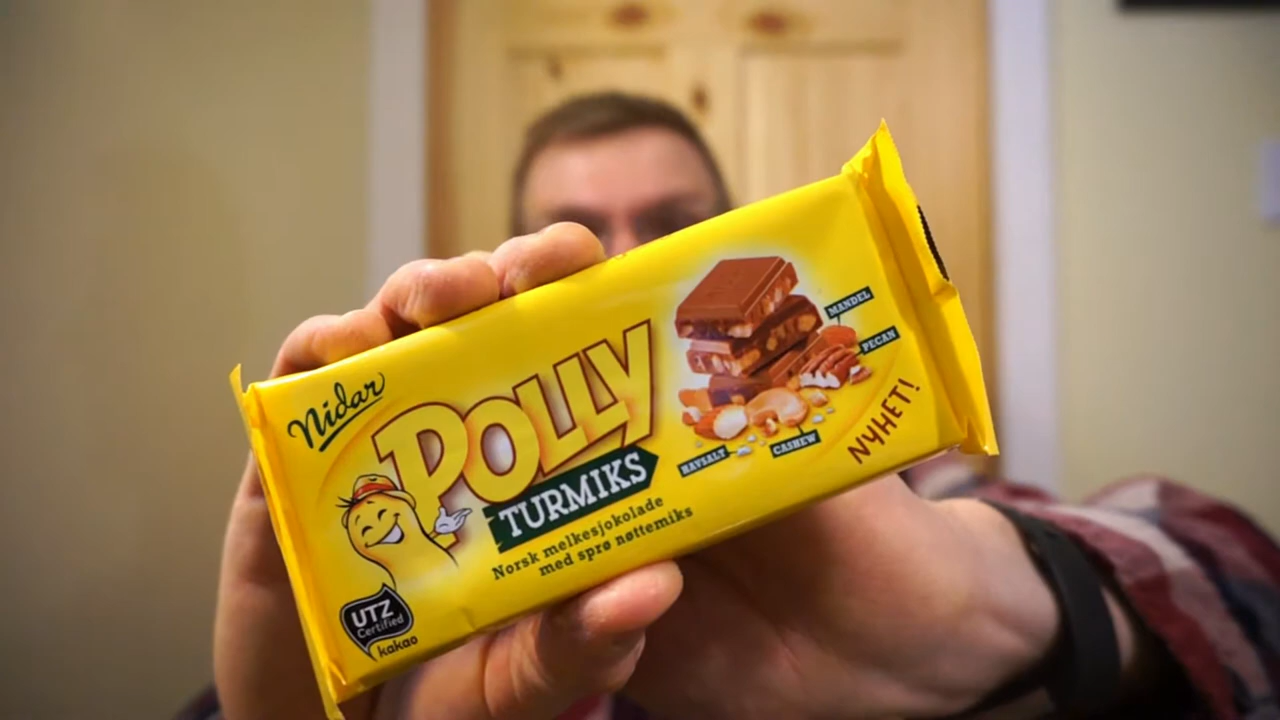 Nidar
POLLY
TURMIKS
Norsk melkesjokolade
med sprø nøttemiks
UTZ
Certified
kakao
MANDEL
PECAN
CASHEW
HAVSALT
NYHET!